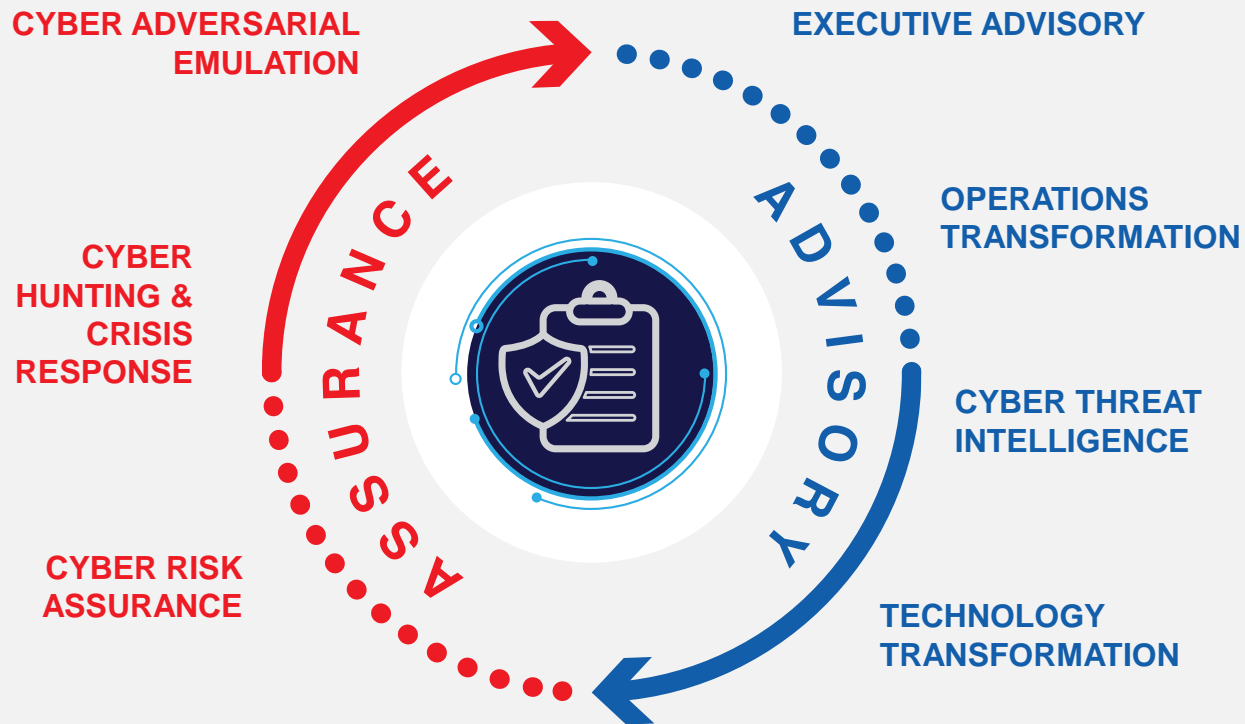 CYBER ADVERSARIAL
EMULATION
EXECUTIVE ADVISORY
ASSURANCE
ADVISORY
OPERATIONS
TRANSFORMATION
CYBER
HUNTING &
CRISIS
RESPONSE
CYBER THREAT
INTELLIGENCE
CYBER RISK
ASSURANCE
TECHNOLOGY
TRANSFORMATION